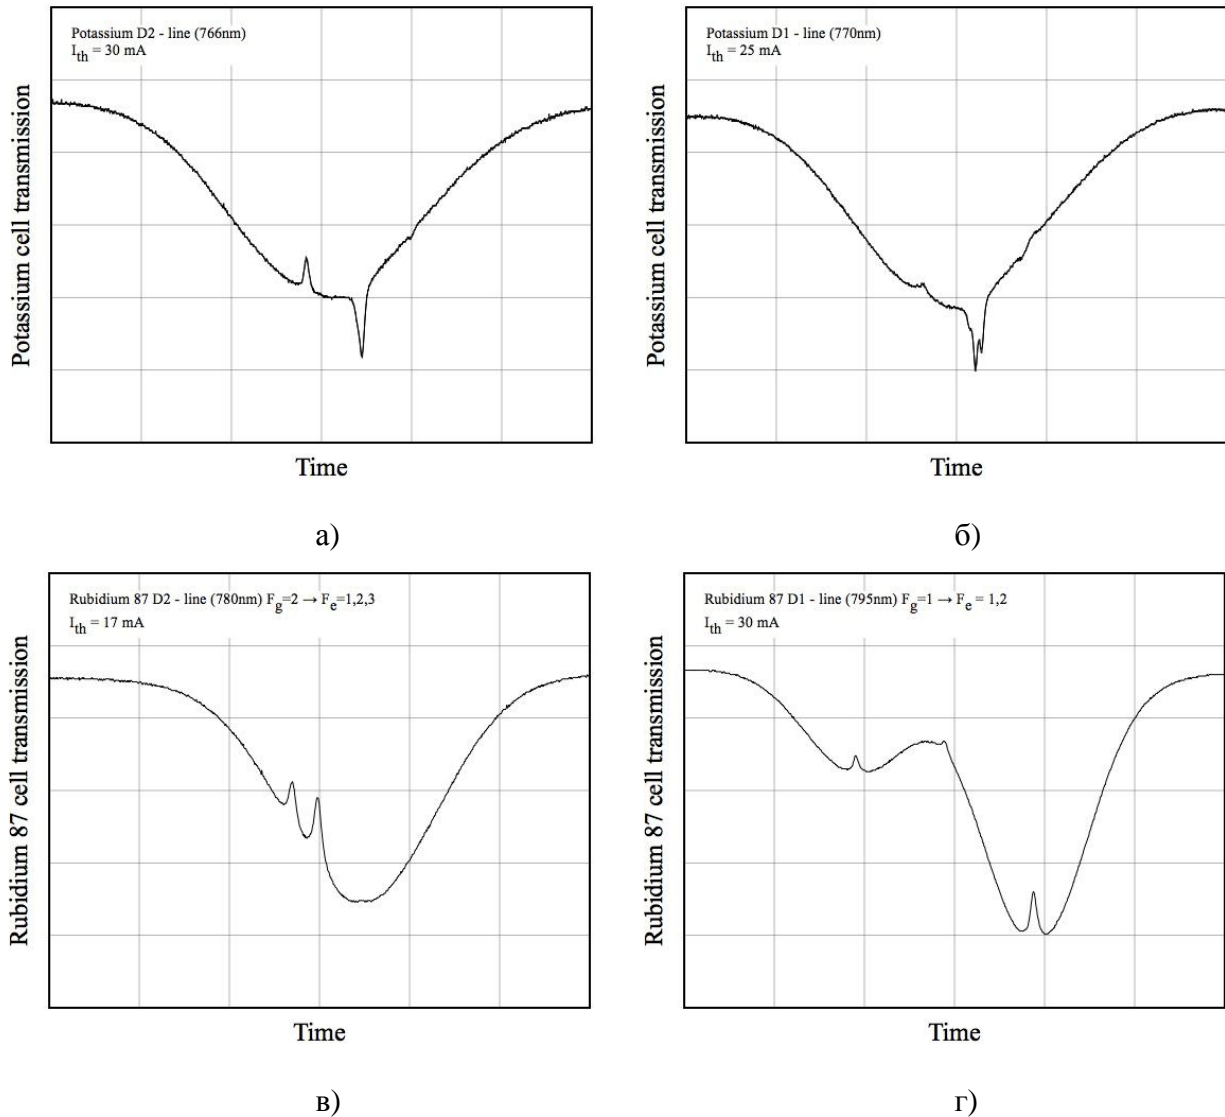 Potassium D2 - line (766nm)
I_th = 30 mA
Potassium cell transmission
Time
а)
Potassium D1 - line (770nm)
I_th = 25 mA
Potassium cell transmission
Time
б)
Rubidium 87 D2 - line (780nm) F_g=2 → F_e=1,2,3
I_th = 17 mA
Rubidium 87 cell transmission
Time
в)
Rubidium 87 D1 - line (795nm) F_g=1 → F_e = 1,2
I_th = 30 mA
Rubidium 87 cell transmission
Time
г)